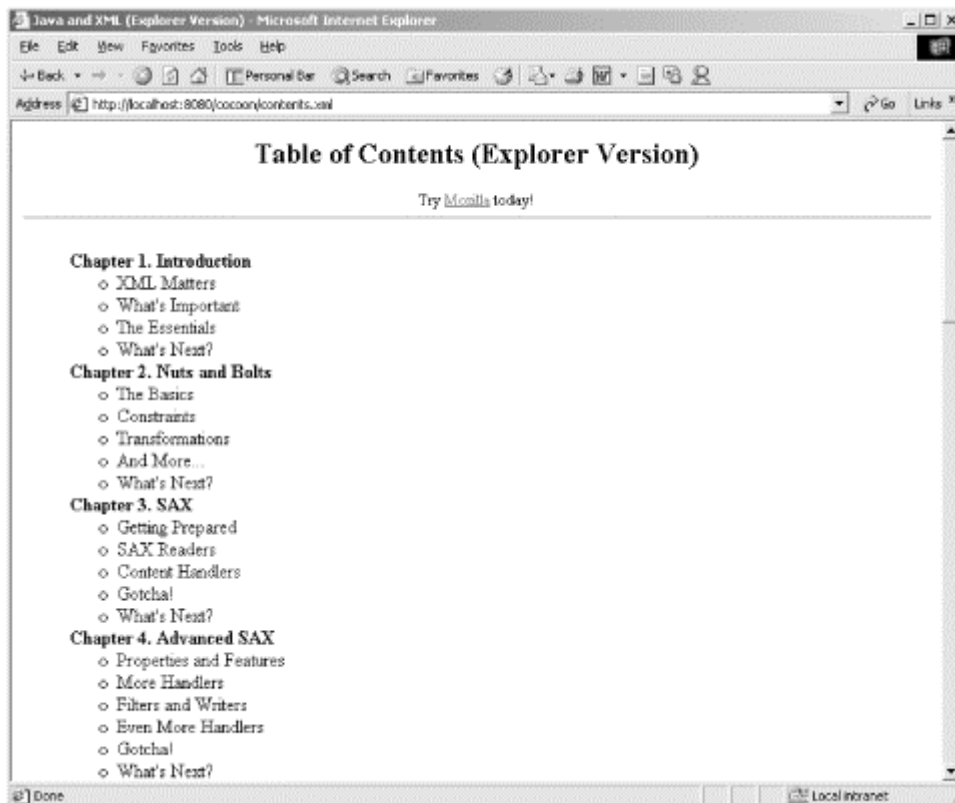 Java and XML (Explorer Version) - Microsoft Internet Explorer
File Edit View Favorites Tools Help
Back Personal Bar Search Favorites
Address http://localhost:8080/cocoon/contents.xml Go Links »
Table of Contents (Explorer Version)
Try Mozilla today!
Chapter 1. Introduction
XML Matters
What's Important
The Essentials
What's Next?
Chapter 2. Nuts and Bolts
The Basics
Constraints
Transformations
And More...
What's Next?
Chapter 3. SAX
Getting Prepared
SAX Readers
Content Handlers
Gotcha!
What's Next?
Chapter 4. Advanced SAX
Properties and Features
More Handlers
Filters and Writers
Even More Handlers
Gotcha!
What's Next?
Done Local intranet